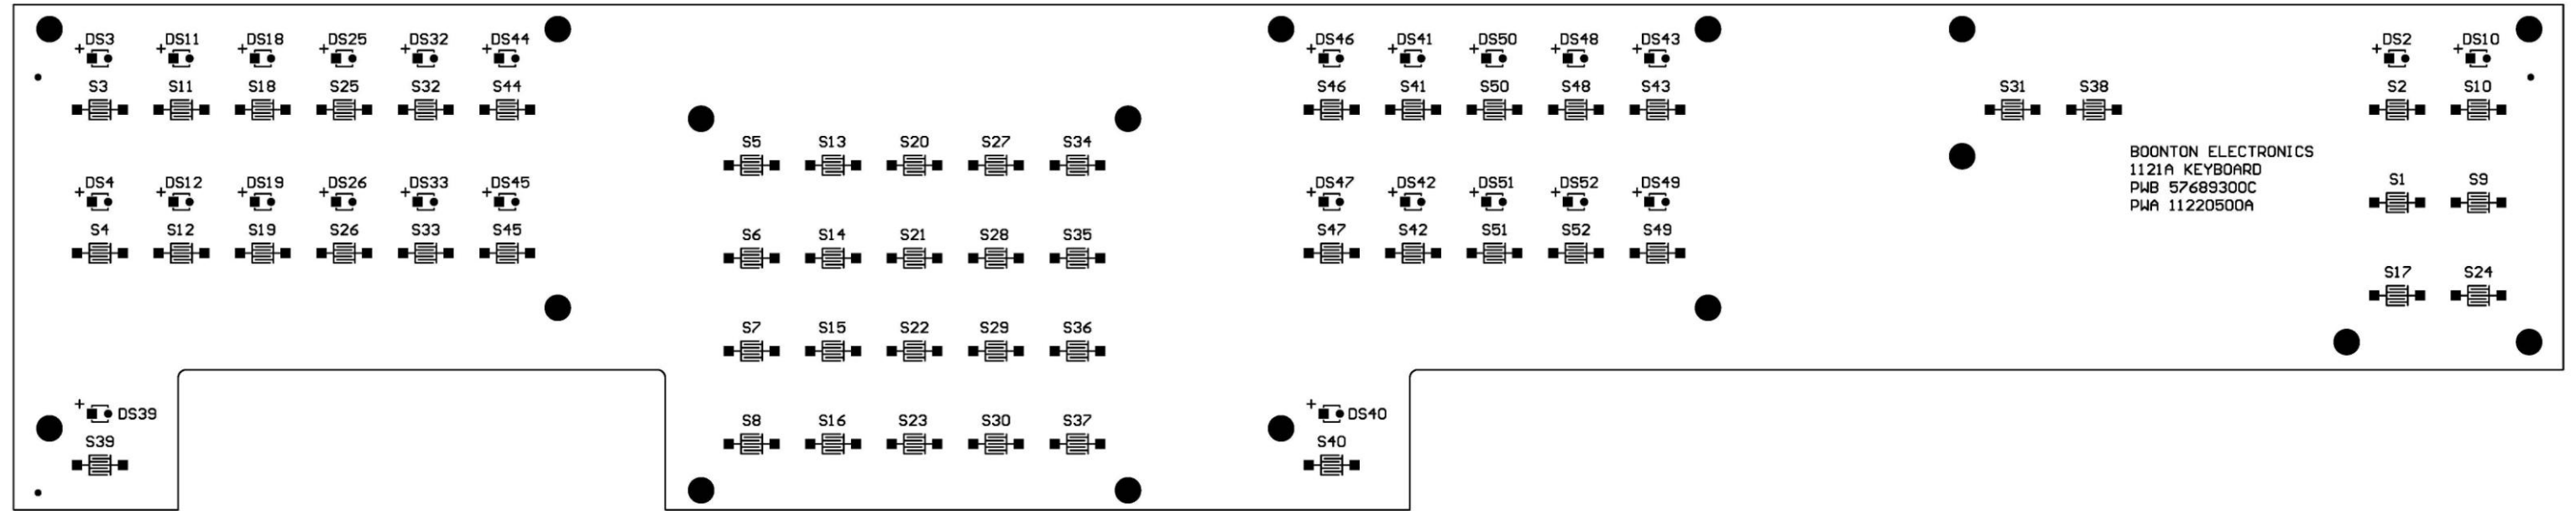 +DS3 +DS11 +DS18 +DS25 +DS32 +DS44
S3 S11 S18 S25 S32 S44
+DS4 +DS12 +DS19 +DS26 +DS33 +DS45
S4 S12 S19 S26 S33 S45
+ DS39
S39
S5 S13 S20 S27 S34
S6 S14 S21 S28 S35
S7 S15 S22 S29 S36
S8 S16 S23 S30 S37
+DS46 +DS41 +DS50 +DS48 +DS43
S46 S41 S50 S48 S43
+DS47 +DS42 +DS51 +DS52 +DS49
S47 S42 S51 S52 S49
+ DS40
S40
S31 S38
BOONTON ELECTRONICS
1121A KEYBOARD
PWB 57689300C
PWA 11220500A
+DS2 +DS10
S2 S10
S1 S9
S17 S24